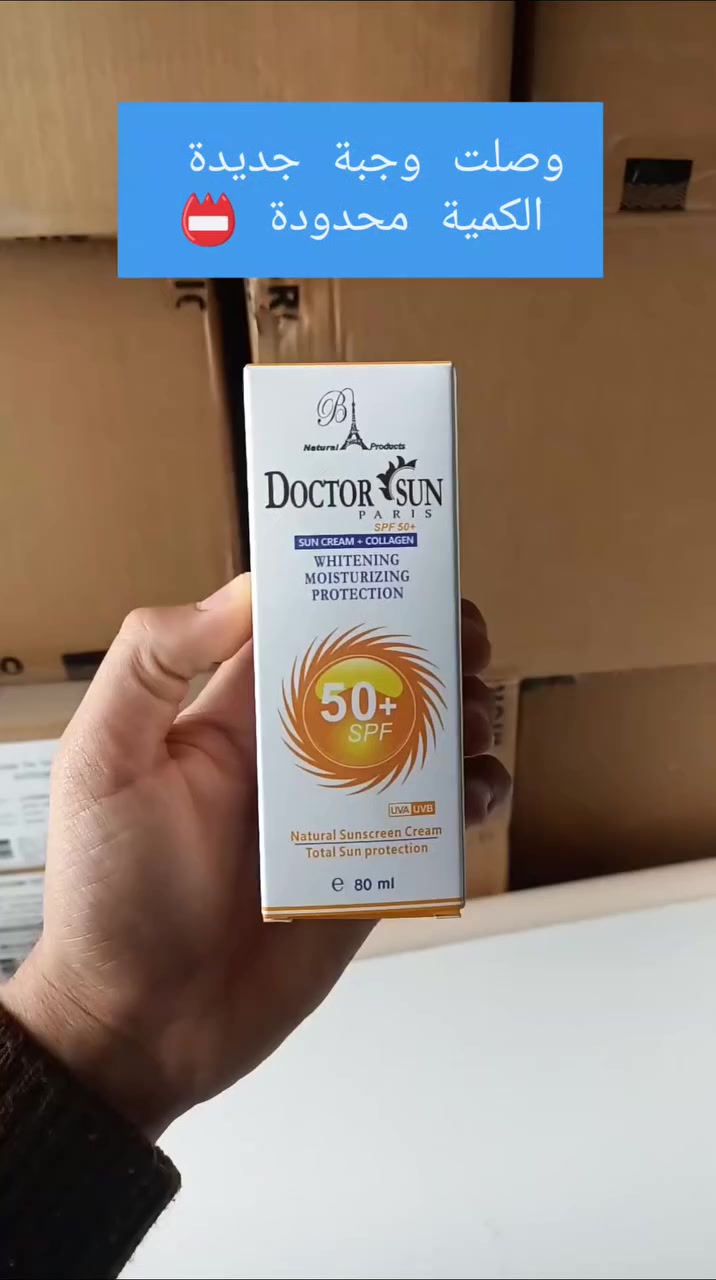 وصلت وجبة جديدة
الكمية محدودة 📛
B
Natural Products
DOCTOR SUN
PARIS
SPF 50+
SUN CREAM + COLLAGEN
WHITENING
MOISTURIZING
PROTECTION
50+
SPF
UVA UVB
Natural Sunscreen Cream
Total Sun protection
e 80 ml